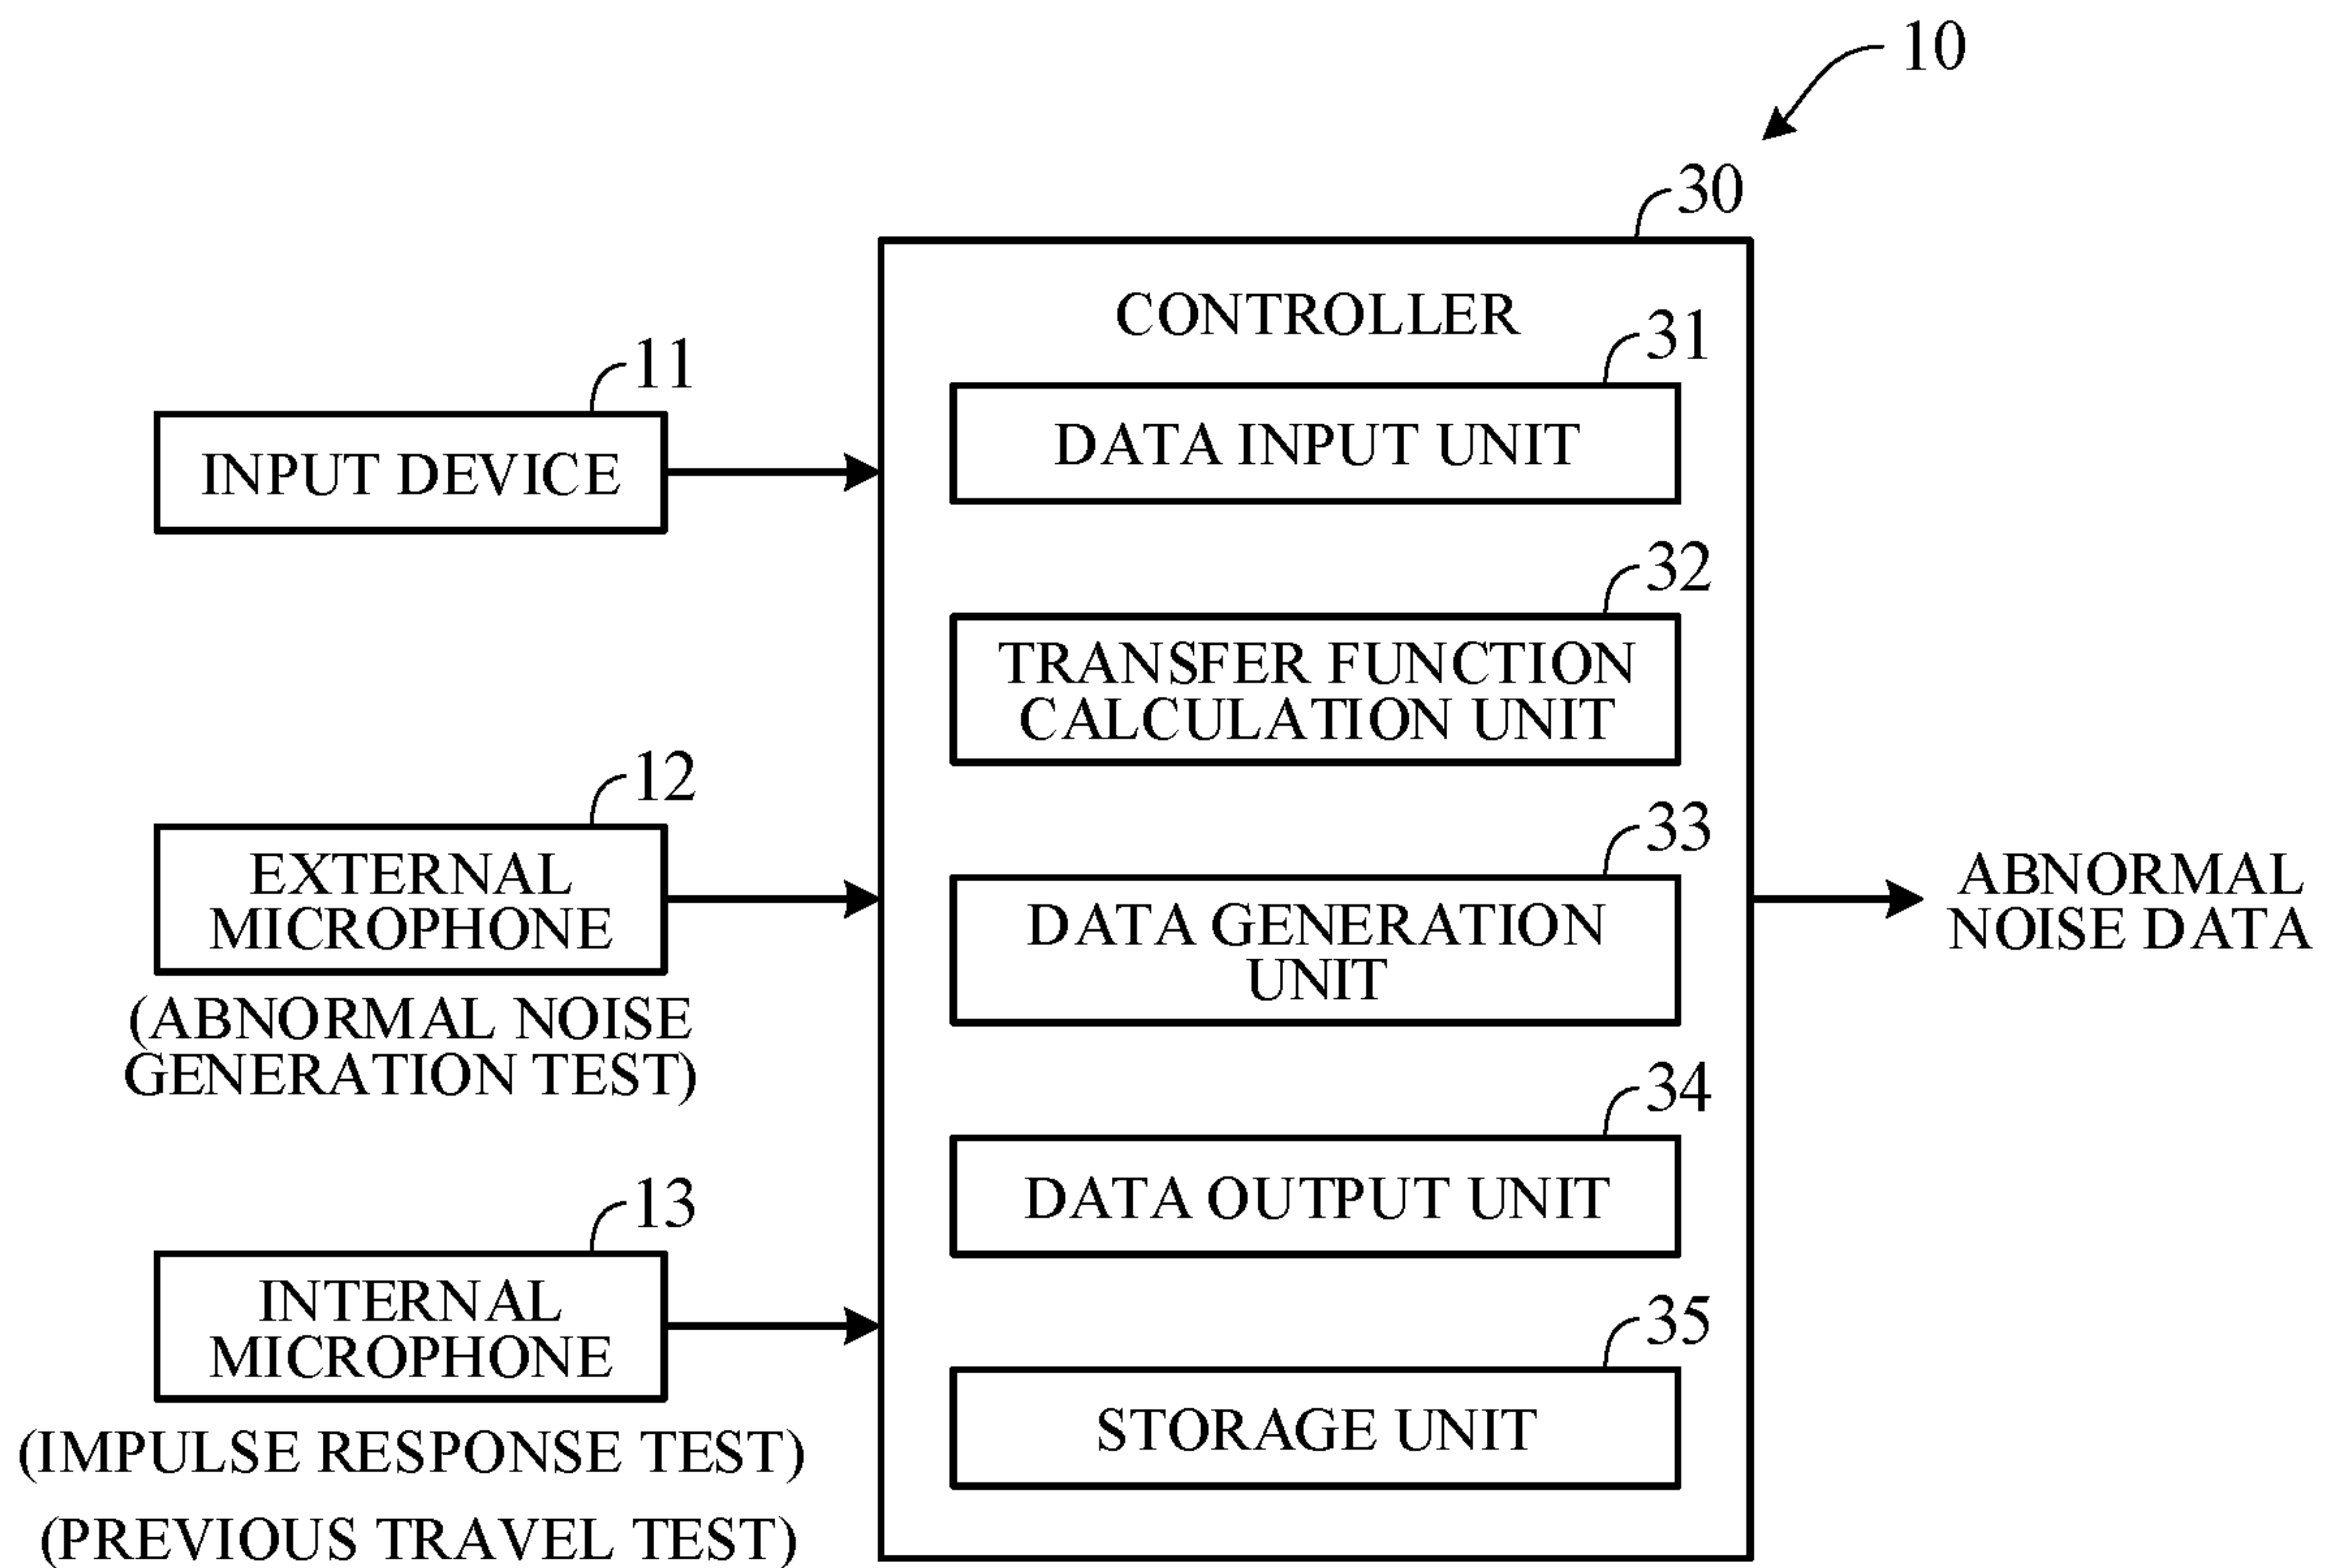 10
30
CONTROLLER
11
INPUT DEVICE
31
DATA INPUT UNIT
32
TRANSFER FUNCTION
CALCULATION UNIT
12
EXTERNAL
MICROPHONE
(ABNORMAL NOISE
GENERATION TEST)
33
DATA GENERATION
UNIT
ABNORMAL
NOISE DATA
34
DATA OUTPUT UNIT
13
INTERNAL
MICROPHONE
(IMPULSE RESPONSE TEST)
(PREVIOUS TRAVEL TEST)
35
STORAGE UNIT